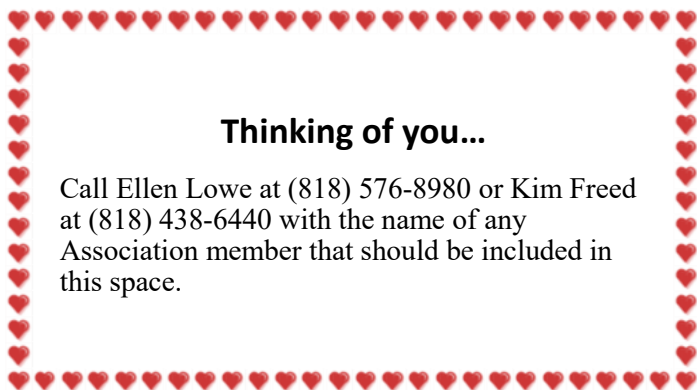 Thinking of you…
Call Ellen Lowe at (818) 576-8980 or Kim Freed
at (818) 438-6440 with the name of any
Association member that should be included in
this space.